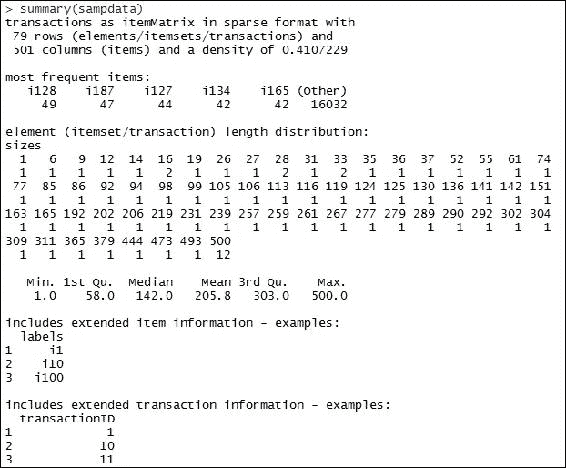 > summary(sampdata)
transactions as itemMatrix in sparse format with
79 rows (elements/itemsets/transactions) and
501 columns (items) and a density of 0.4107229
most frequent items:
i128 i187 i127 i134 i165 (Other)
49 47 44 42 42 16032
element (itemset/transaction) length distribution:
sizes
1 6 9 12 14 16 19 26 27 28 31 33 35 36 37 52 55 61 74
1 1 1 1 1 2 1 1 1 2 1 2 1 1 1 1 1 1 1
77 85 86 92 94 98 99 105 106 113 116 119 124 125 130 136 141 142 151
1 1 1 1 1 1 1 1 1 1 1 1 1 1 1 1 1 1 1
163 165 192 202 206 219 231 239 257 259 261 267 277 279 289 290 292 302 304
1 1 1 1 1 1 1 1 1 1 1 1 1 1 1 1 1 1 1
309 311 365 379 444 473 493 500
1 1 1 1 1 1 1 12
Min. 1st Qu. Median Mean 3rd Qu. Max.
1.0 58.0 142.0 205.8 303.0 500.0
includes extended item information - examples:
labels
1 i1
2 i10
3 i100
includes extended transaction information - examples:
transactionID
1 1
2 10
3 11